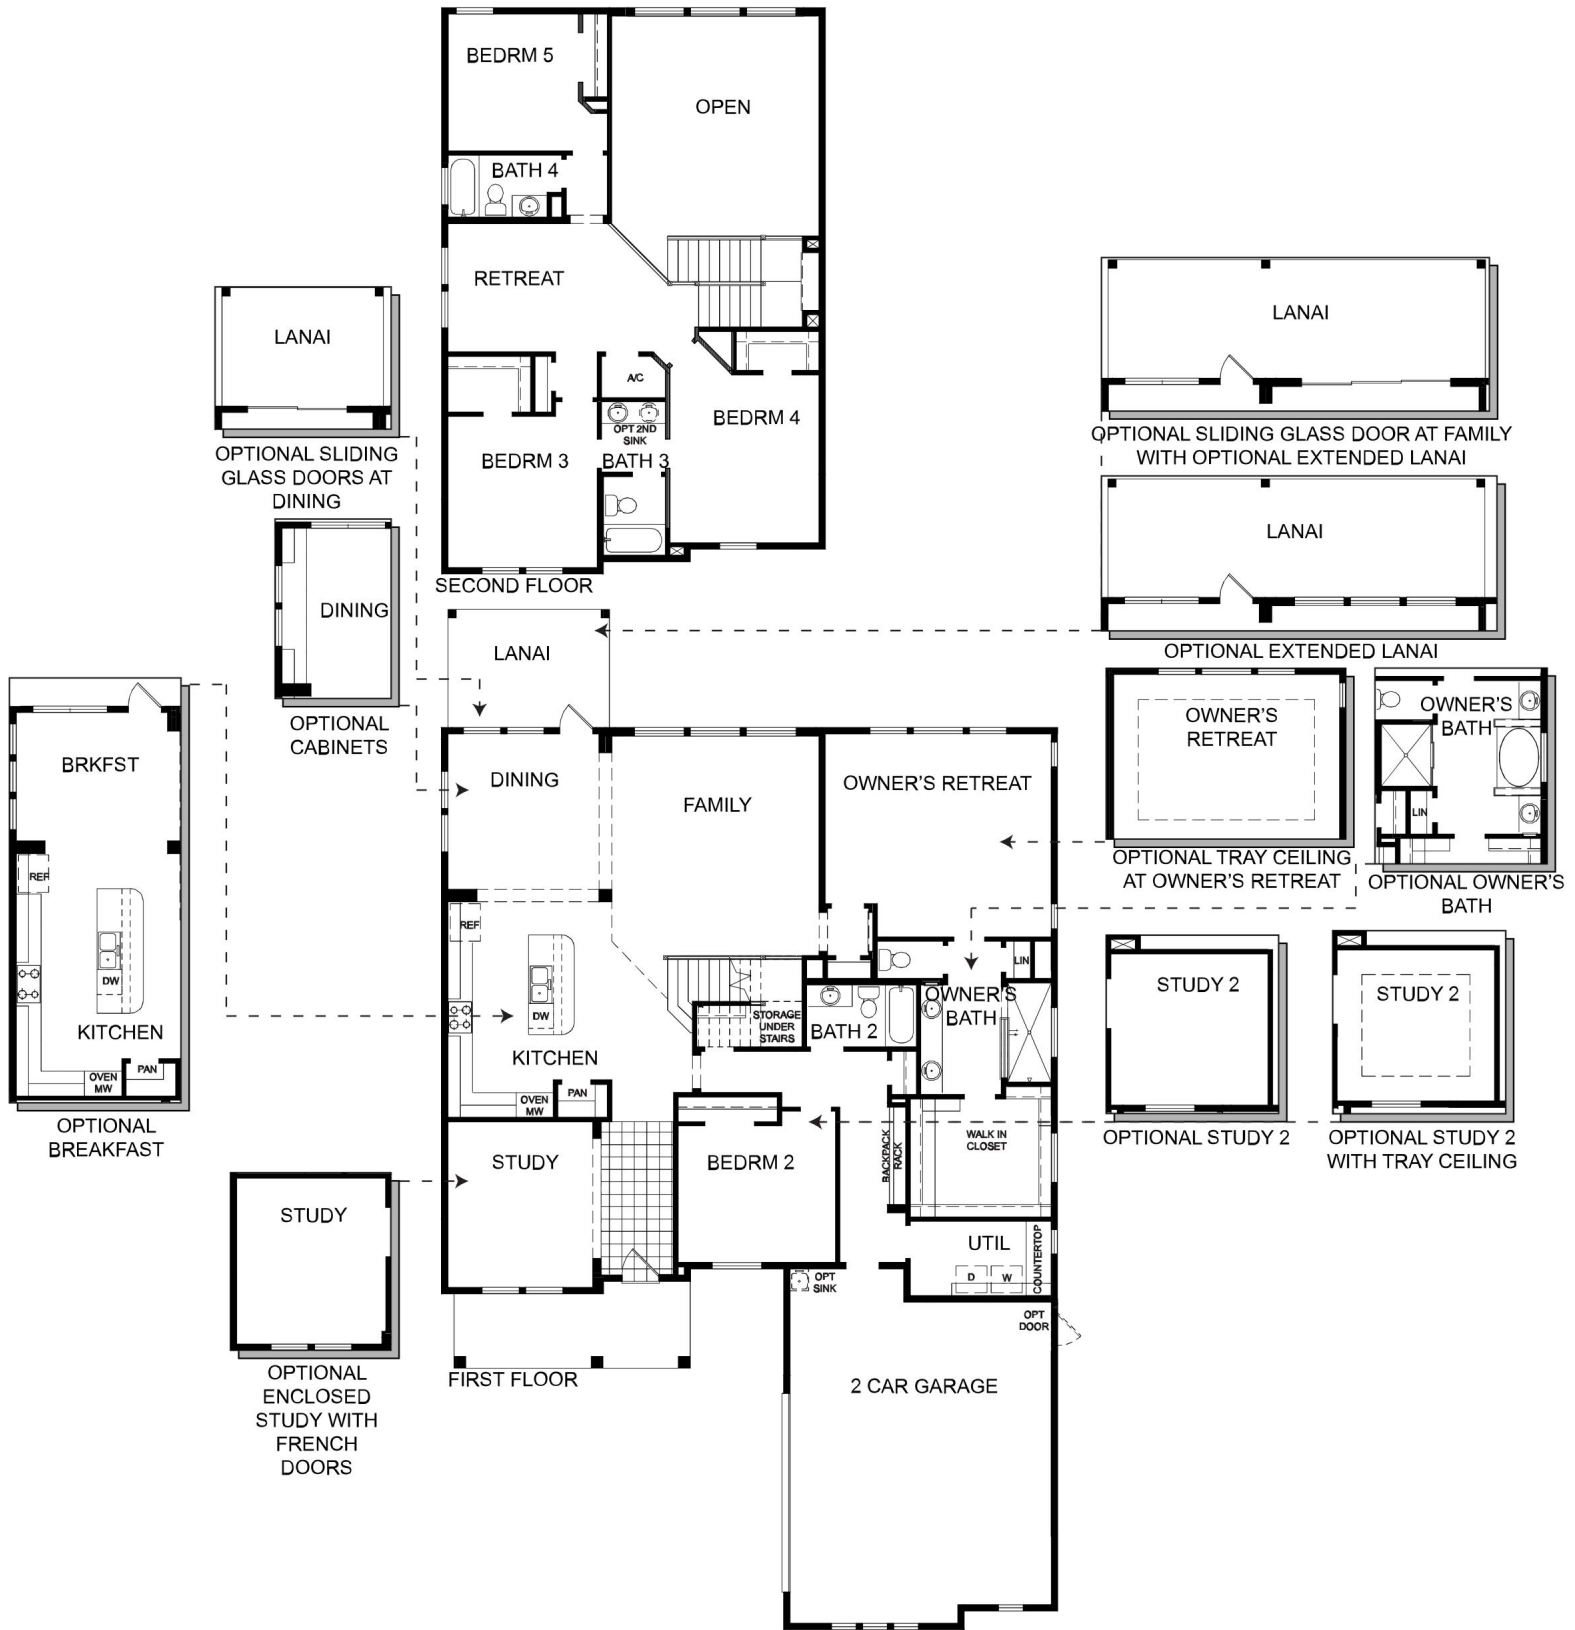 BEDRM 5
OPEN
BATH 4
RETREAT
A/C
OPT 2ND
SINK
BATH 3
BEDRM 3
BEDRM 4
SECOND FLOOR
LANAI
OPTIONAL SLIDING
GLASS DOORS AT
DINING
DINING
OPTIONAL
CABINETS
LANAI
OPTIONAL SLIDING GLASS DOOR AT FAMILY
WITH OPTIONAL EXTENDED LANAI
LANAI
OPTIONAL EXTENDED LANAI
BRKFST
REF
DW
KITCHEN
PAN
OVEN
MW
OPTIONAL
BREAKFAST
STUDY
OPTIONAL
ENCLOSED
STUDY WITH
FRENCH
DOORS
LANAI
DINING
FAMILY
OWNER'S RETREAT
REF
DW
KITCHEN
OVEN
MW
PAN
STORAGE
UNDER
STAIRS
BATH 2
OWNER'S
BATH
LIN
STUDY
BEDRM 2
BACKPACK
RACK
WALK IN
CLOSET
UTIL
D
W
COUNTERTOP
OPT
SINK
OPT
DOOR
2 CAR GARAGE
FIRST FLOOR
OWNER'S
RETREAT
OPTIONAL TRAY CEILING
AT OWNER'S RETREAT
OWNER'S
BATH
LIN
OPTIONAL OWNER'S
BATH
STUDY 2
OPTIONAL STUDY 2
STUDY 2
OPTIONAL STUDY 2
WITH TRAY CEILING